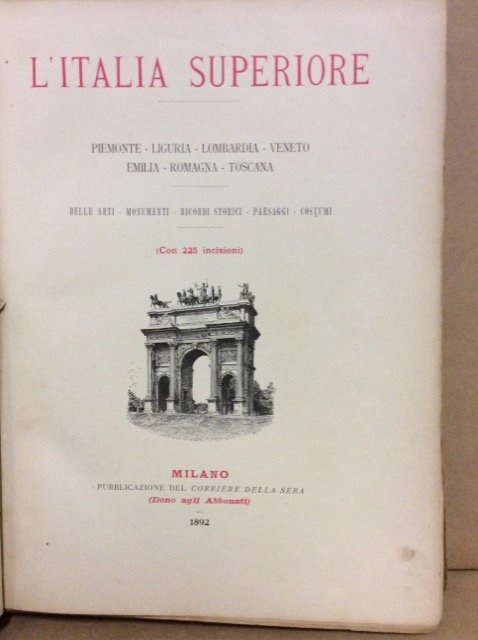 L'ITALIA SUPERIORE
PIEMONTE - LIGURIA - LOMBARDIA - VENETO
EMILIA - ROMAGNA - TOSCANA
BELLE ARTI - MONUMENTI - RICORDI STORICI - PAESAGGI - COSTUMI
(Con 225 incisioni)
MILANO
PUBBLICAZIONE DEL CORRIERE DELLA SERA
(Dono agli Abbonati)
1892